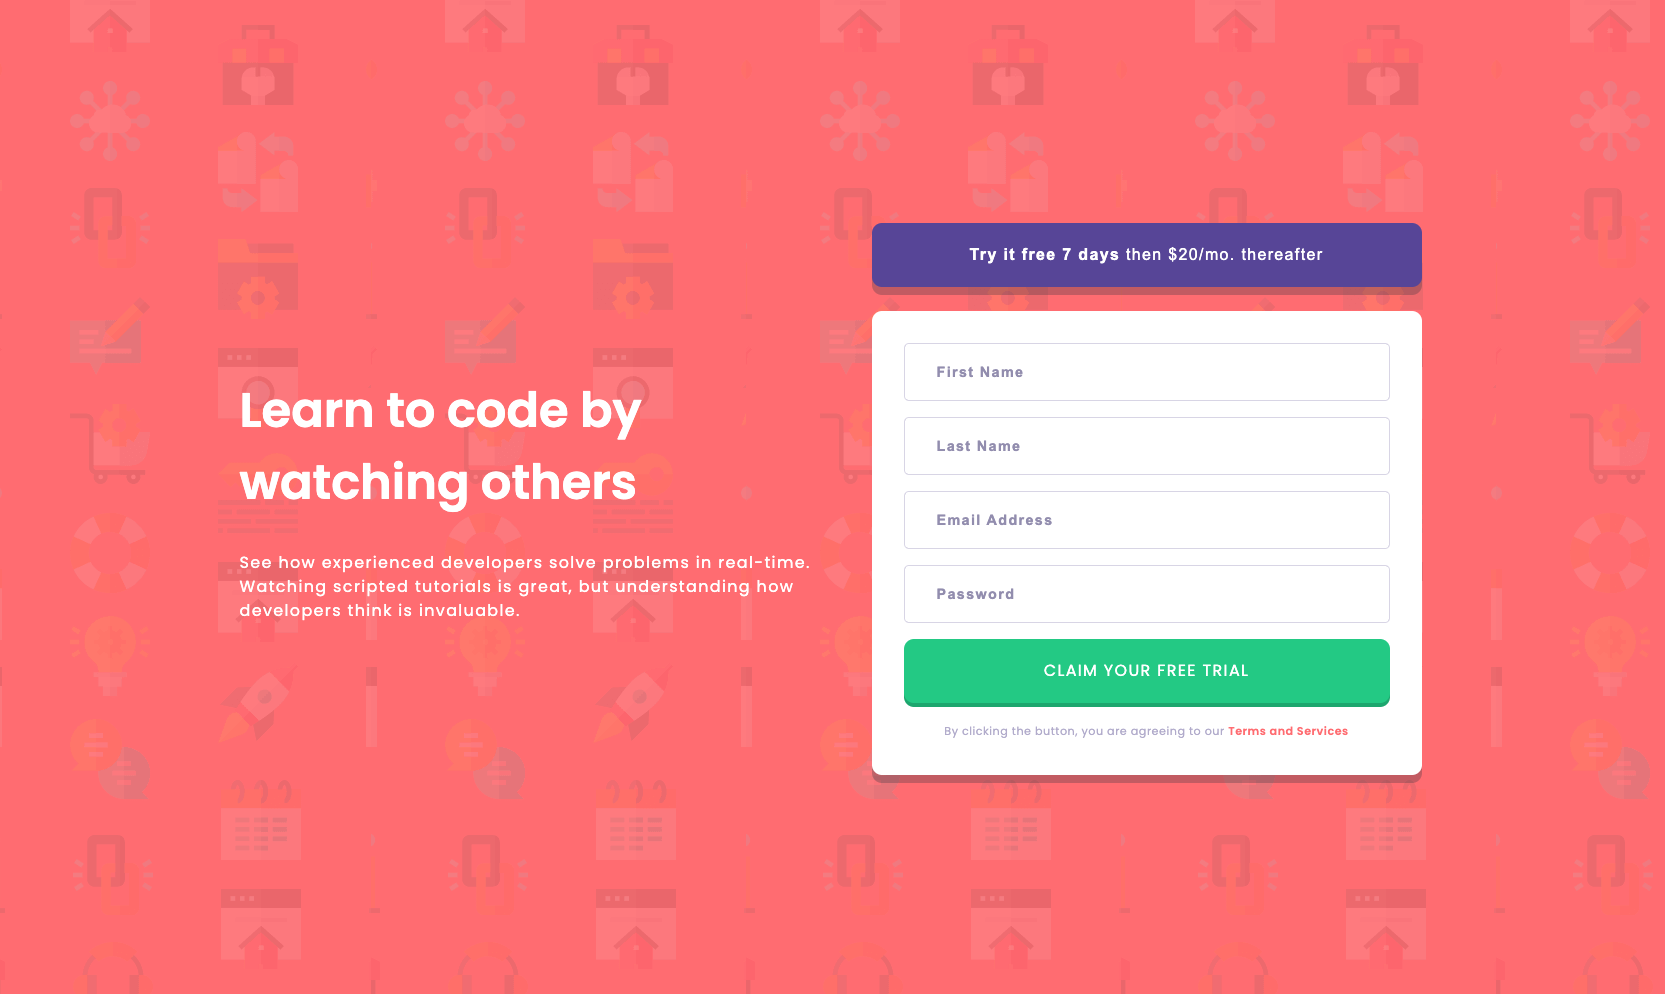 Learn to code by
watching others
See how experienced developers solve problems in real-time.
Watching scripted tutorials is great, but understanding how
developers think is invaluable.
Try it free 7 days then $20/mo. thereafter
First Name
Last Name
Email Address
Password
CLAIM YOUR FREE TRIAL
By clicking the button, you are agreeing to our Terms and Services